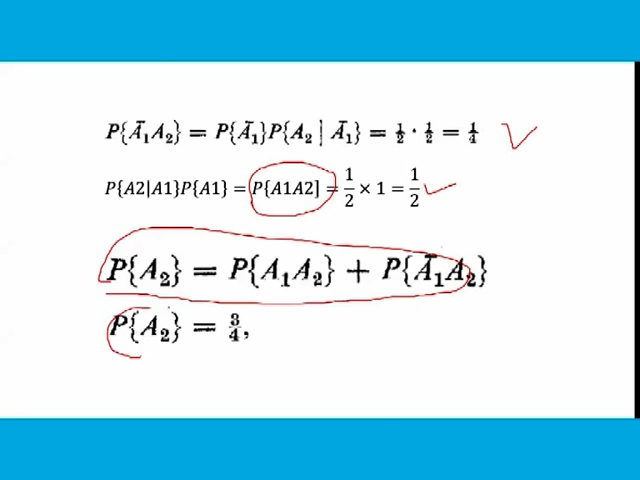 P{Ā₁A₂} = P{Ā₁}P{A₂ | Ā₁} = ½ · ½ = ¼
P{A2|A1}P{A1} = P{A1A2] = 1/2 × 1 = 1/2
P{A₂} = P{A₁A₂} + P{Ā₁A₂}
P{A₂} = ¾,